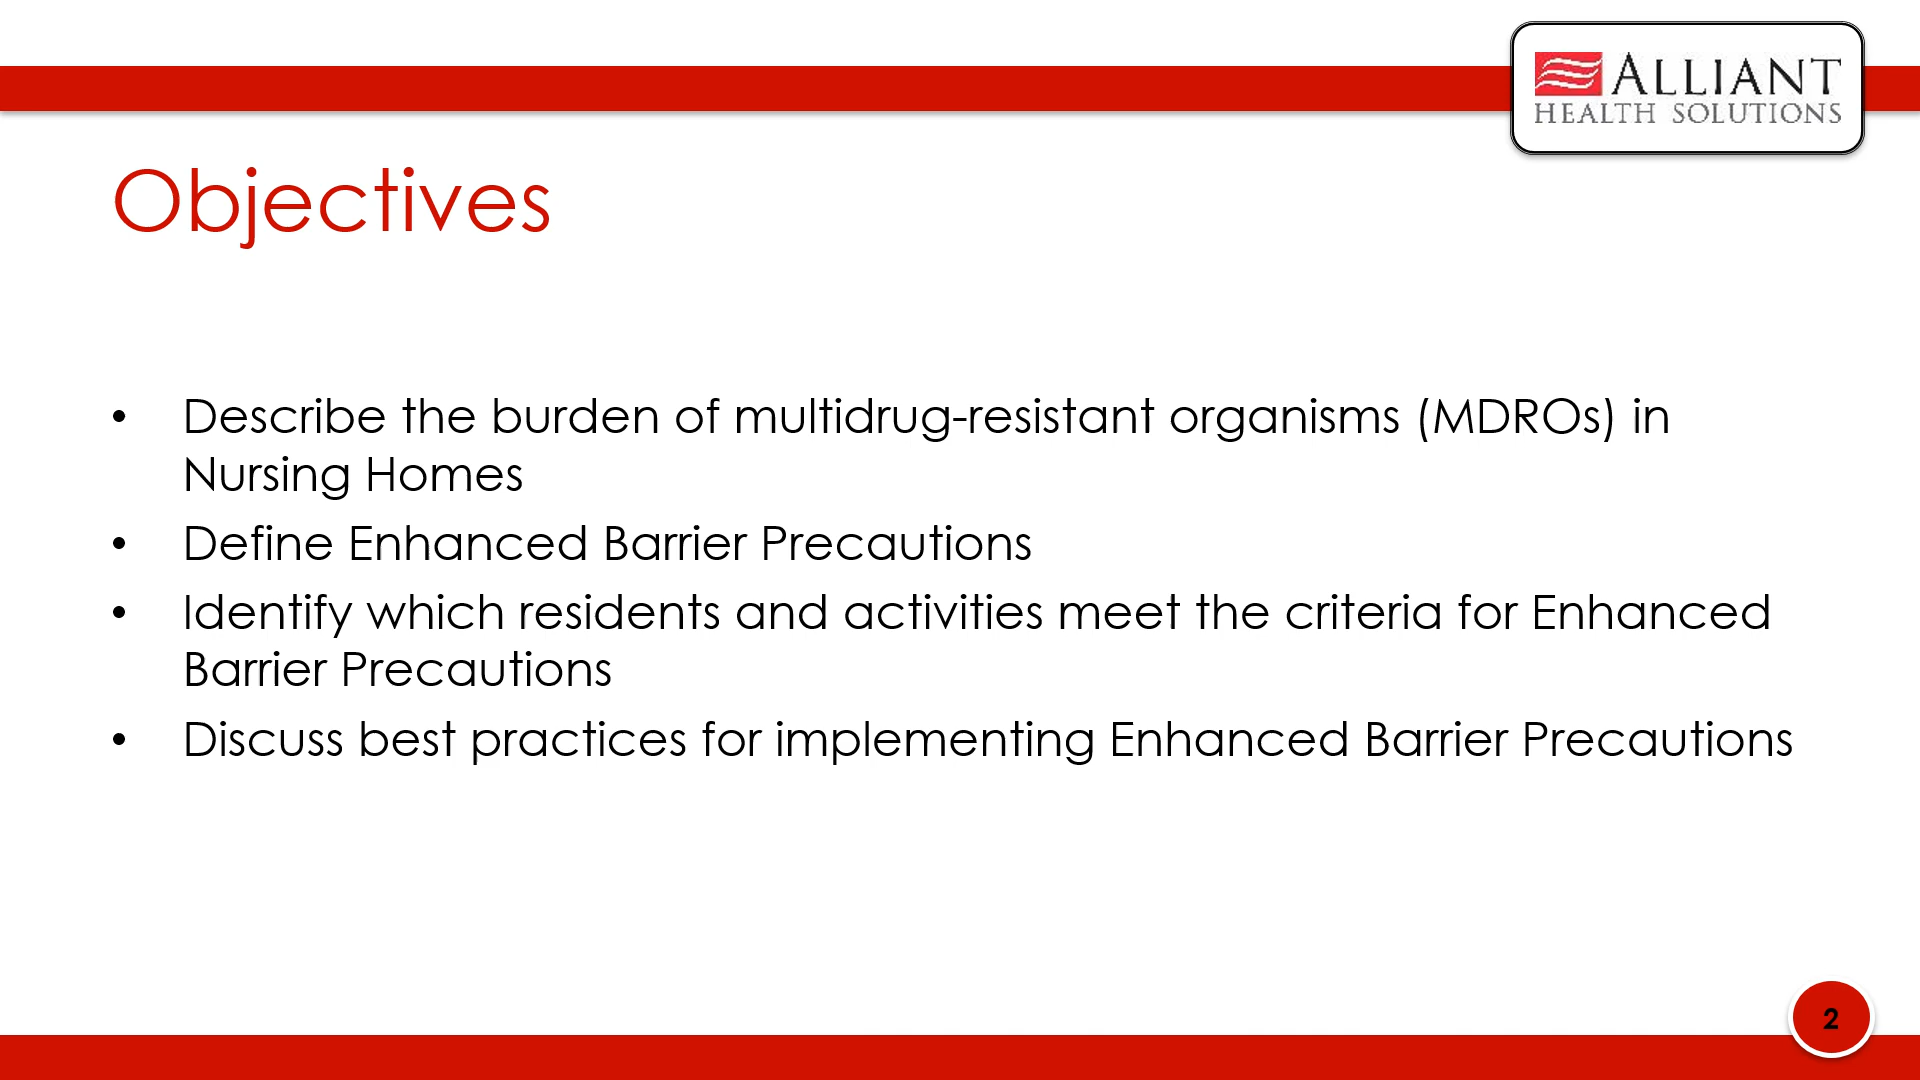 ALLIANT
HEALTH SOLUTIONS
Objectives
• Describe the burden of multidrug-resistant organisms (MDROs) in
Nursing Homes
• Define Enhanced Barrier Precautions
• Identify which residents and activities meet the criteria for Enhanced
Barrier Precautions
• Discuss best practices for implementing Enhanced Barrier Precautions
2